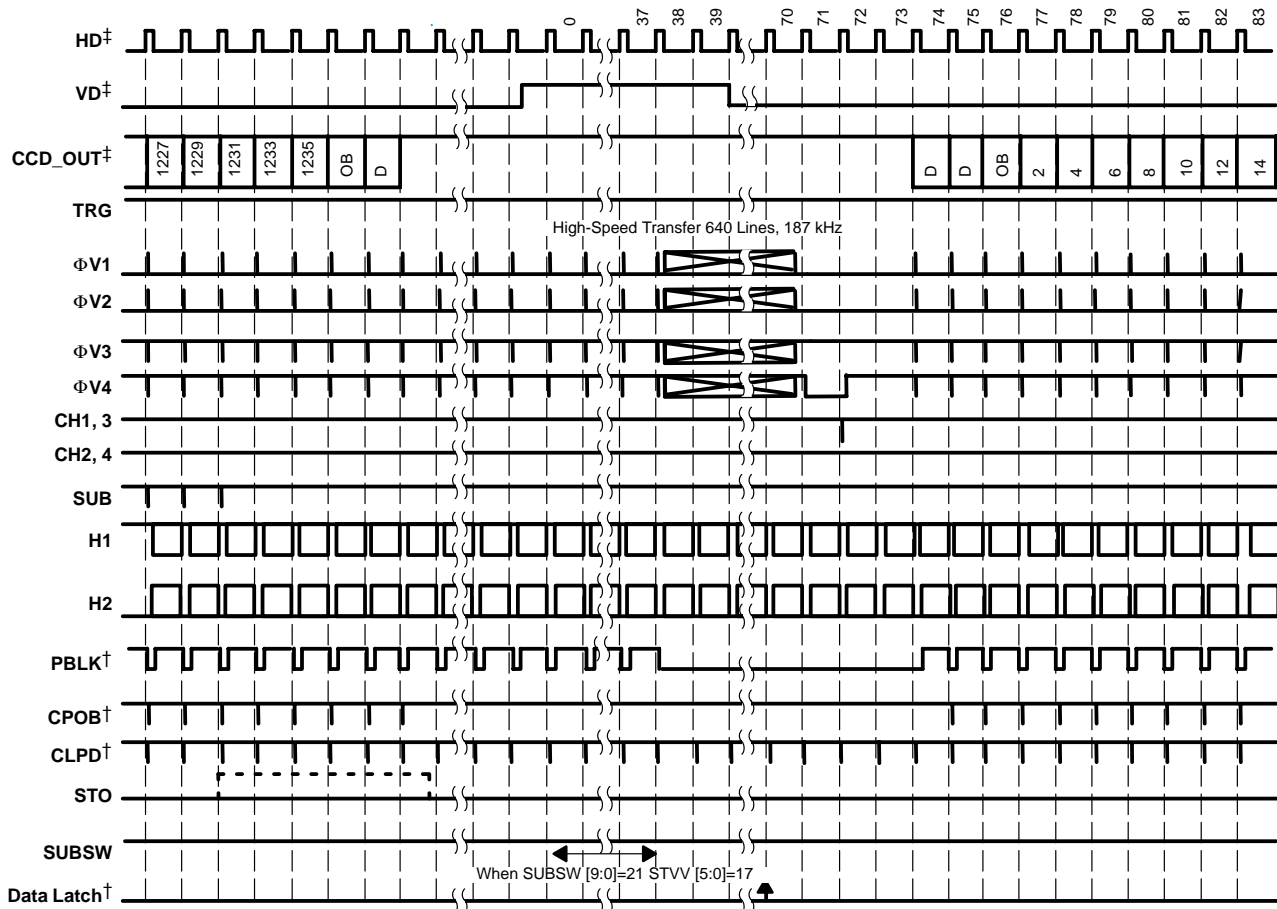 0 37 38 39 70 71 72 73 74 75 76 77 78 79 80 81 82 83
HD‡
VD‡
CCD_OUT‡ 1227 1229 1231 1233 1235 OB D D D OB 2 4 6 8 10 12 14
TRG
High-Speed Transfer 640 Lines, 187 kHz
ΦV1
ΦV2
ΦV3
ΦV4
CH1, 3
CH2, 4
SUB
H1
H2
PBLK†
CPOB†
CLPD†
STO
SUBSW
When SUBSW [9:0]=21 STVV [5:0]=17
Data Latch†